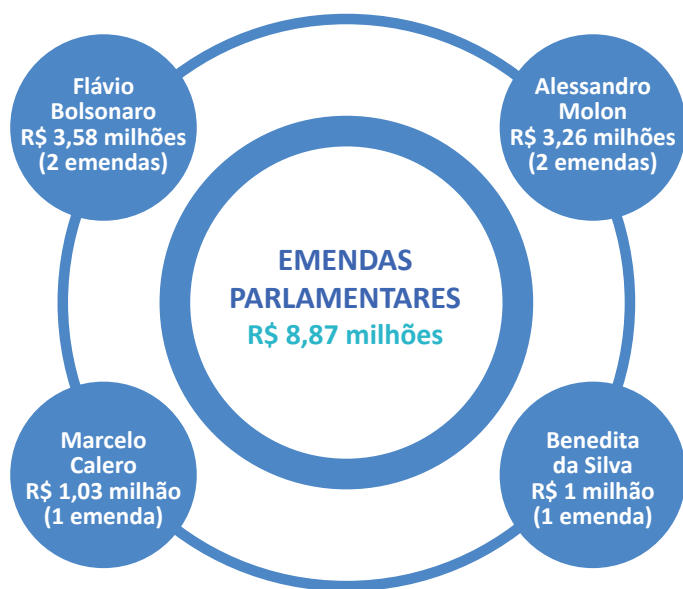 Flávio
Bolsonaro
R$ 3,58 milhões
(2 emendas)
Alessandro
Molon
R$ 3,26 milhões
(2 emendas)
EMENDAS
PARLAMENTARES
R$ 8,87 milhões
Marcelo
Calero
R$ 1,03 milhão
(1 emenda)
Benedita
da Silva
R$ 1 milhão
(1 emenda)